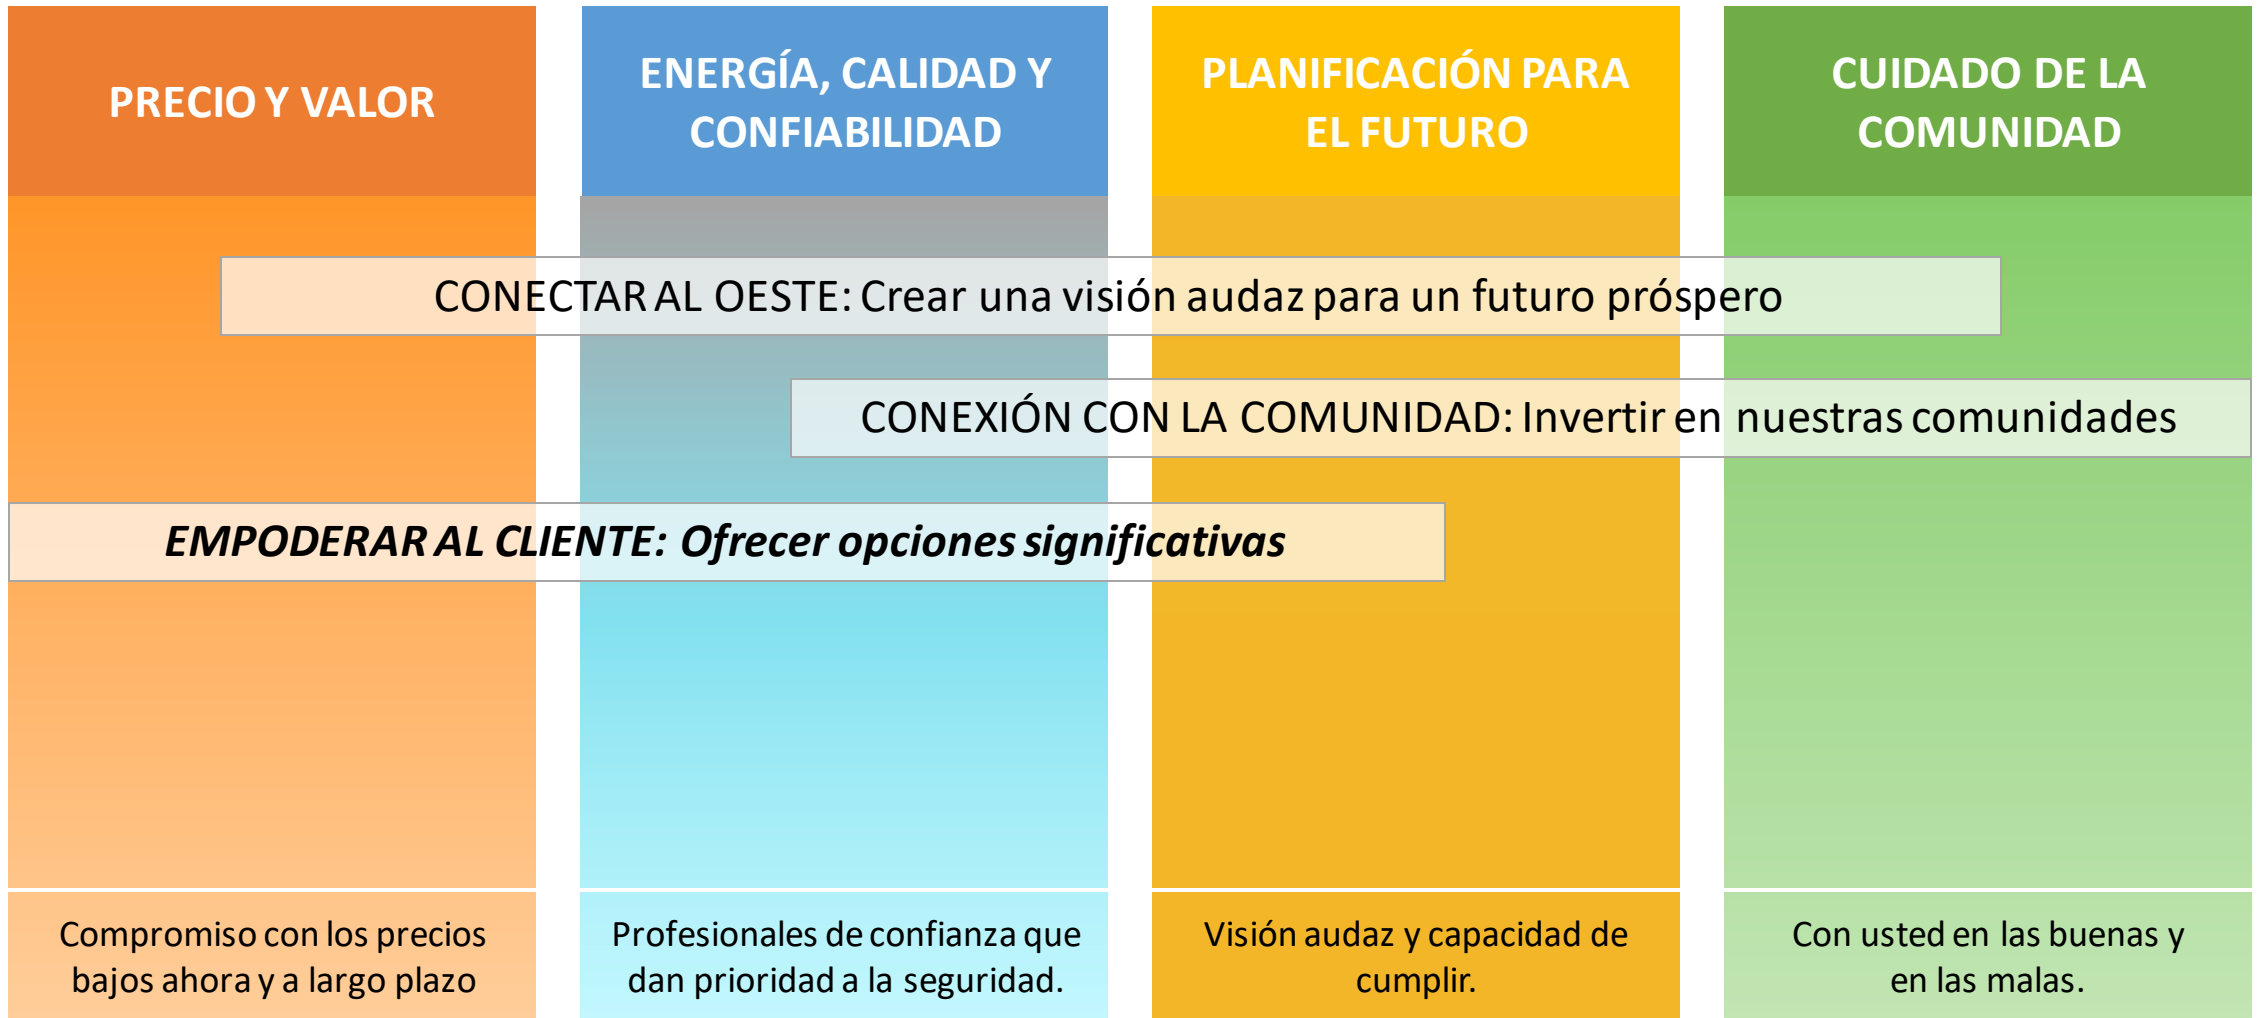 PRECIO Y VALOR
ENERGÍA, CALIDAD Y
CONFIABILIDAD
PLANIFICACIÓN PARA
EL FUTURO
CUIDADO DE LA
COMUNIDAD
CONECTAR AL OESTE: Crear una visión audaz para un futuro próspero
CONEXIÓN CON LA COMUNIDAD: Invertir en nuestras comunidades
EMPODERAR AL CLIENTE: Ofrecer opciones significativas
Compromiso con los precios
bajos ahora y a largo plazo
Profesionales de confianza que
dan prioridad a la seguridad.
Visión audaz y capacidad de
cumplir.
Con usted en las buenas y
en las malas.